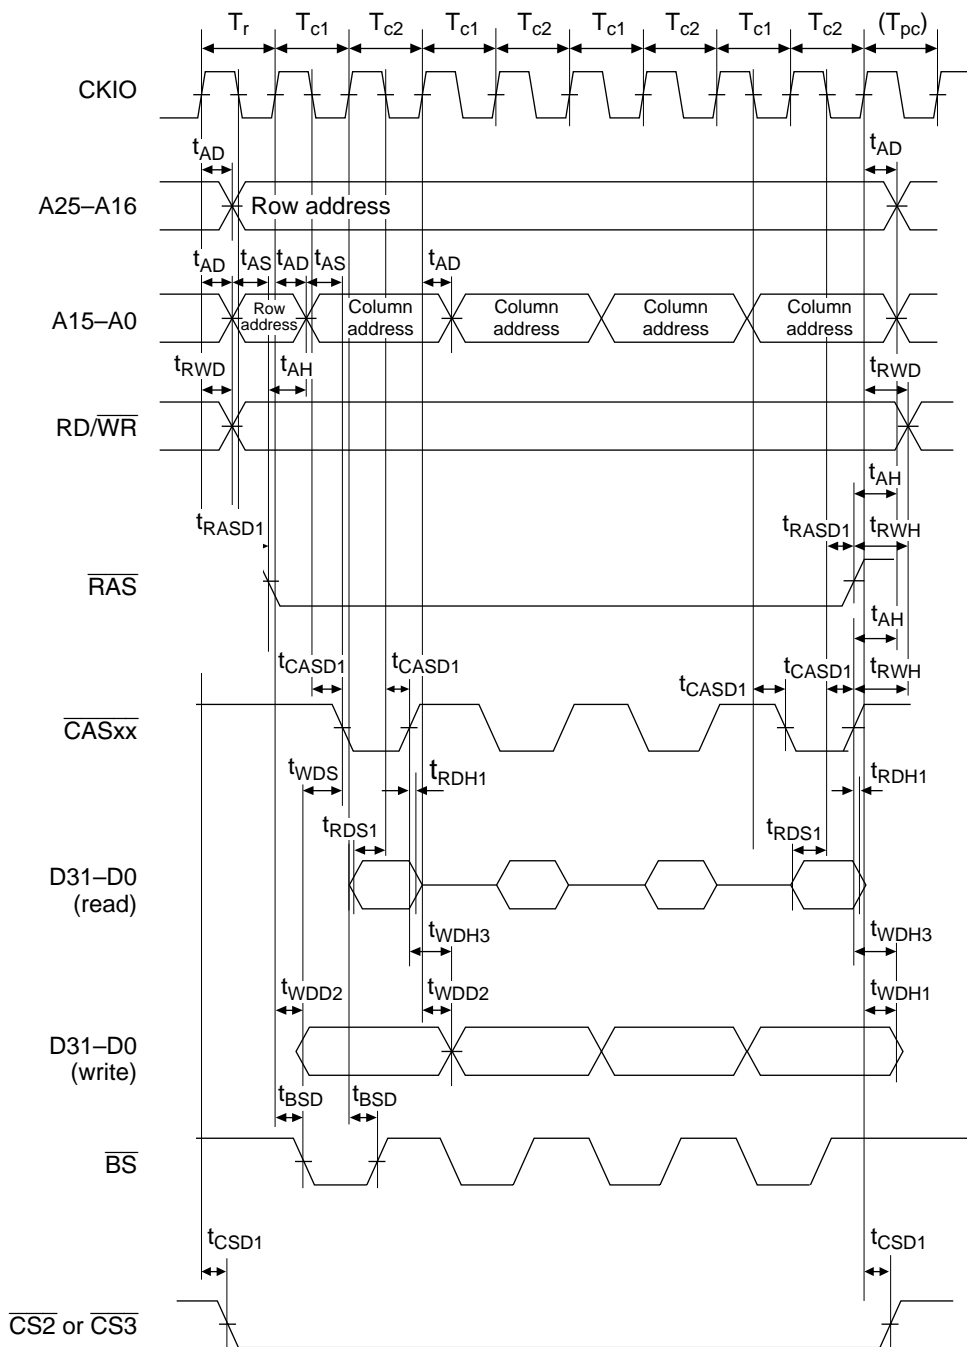 Tr Tc1 Tc2 Tc1 Tc2 Tc1 Tc2 Tc1 Tc2 (Tpc)
CKIO
tAD tAD
A25–A16 Row address
tAD tAS tAD tAS tAD
A15–A0 Row address Column address Column address Column address Column address
tRWD tAH tRWD
RD/WR
tAH
tRASD1 tRASD1 tRWH
RAS
tAH
tCASD1 tCASD1 tCASD1 tCASD1 tRWH
CASxx
tWDS tRDH1 tRDH1
tRDS1 tRDS1
D31–D0
(read)
tWDH3 tWDH3
tWDD2 tWDD2 tWDH1
D31–D0
(write)
tBSD tBSD
BS
tCSD1 tCSD1
CS2 or CS3